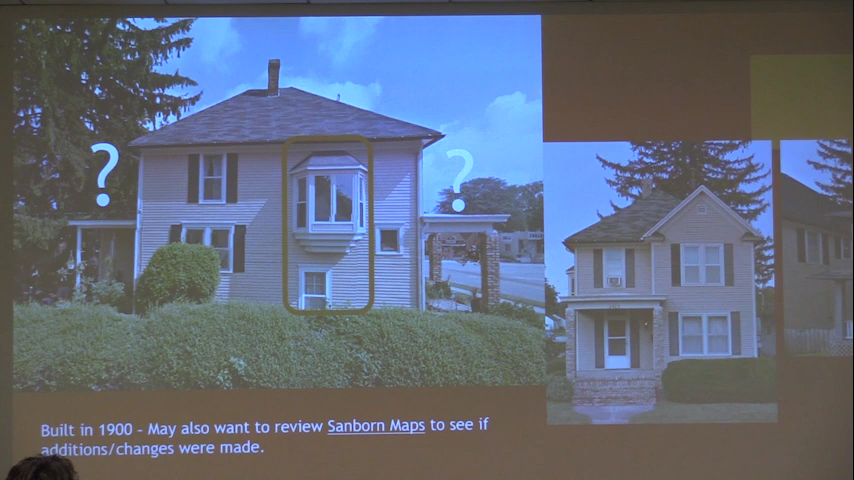 ?
?
Built in 1900 - May also want to review Sanborn Maps to see if
additions/changes were made.